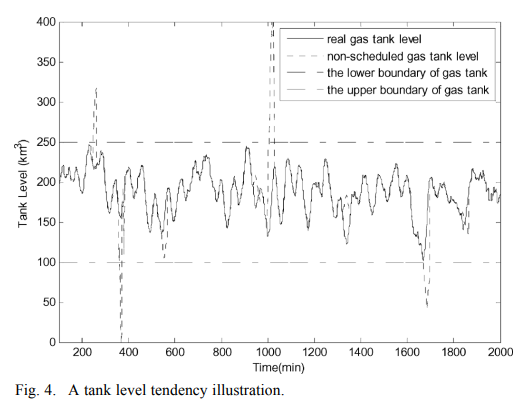 400
350
300
250
200
150
100
50
0
Tank Level (km3)
real gas tank level
non-scheduled gas tank level
the lower boundary of gas tank
the upper boundary of gas tank
200 400 600 800 1000 1200 1400 1600 1800 2000
Time(min)
Fig. 4. A tank level tendency illustration.